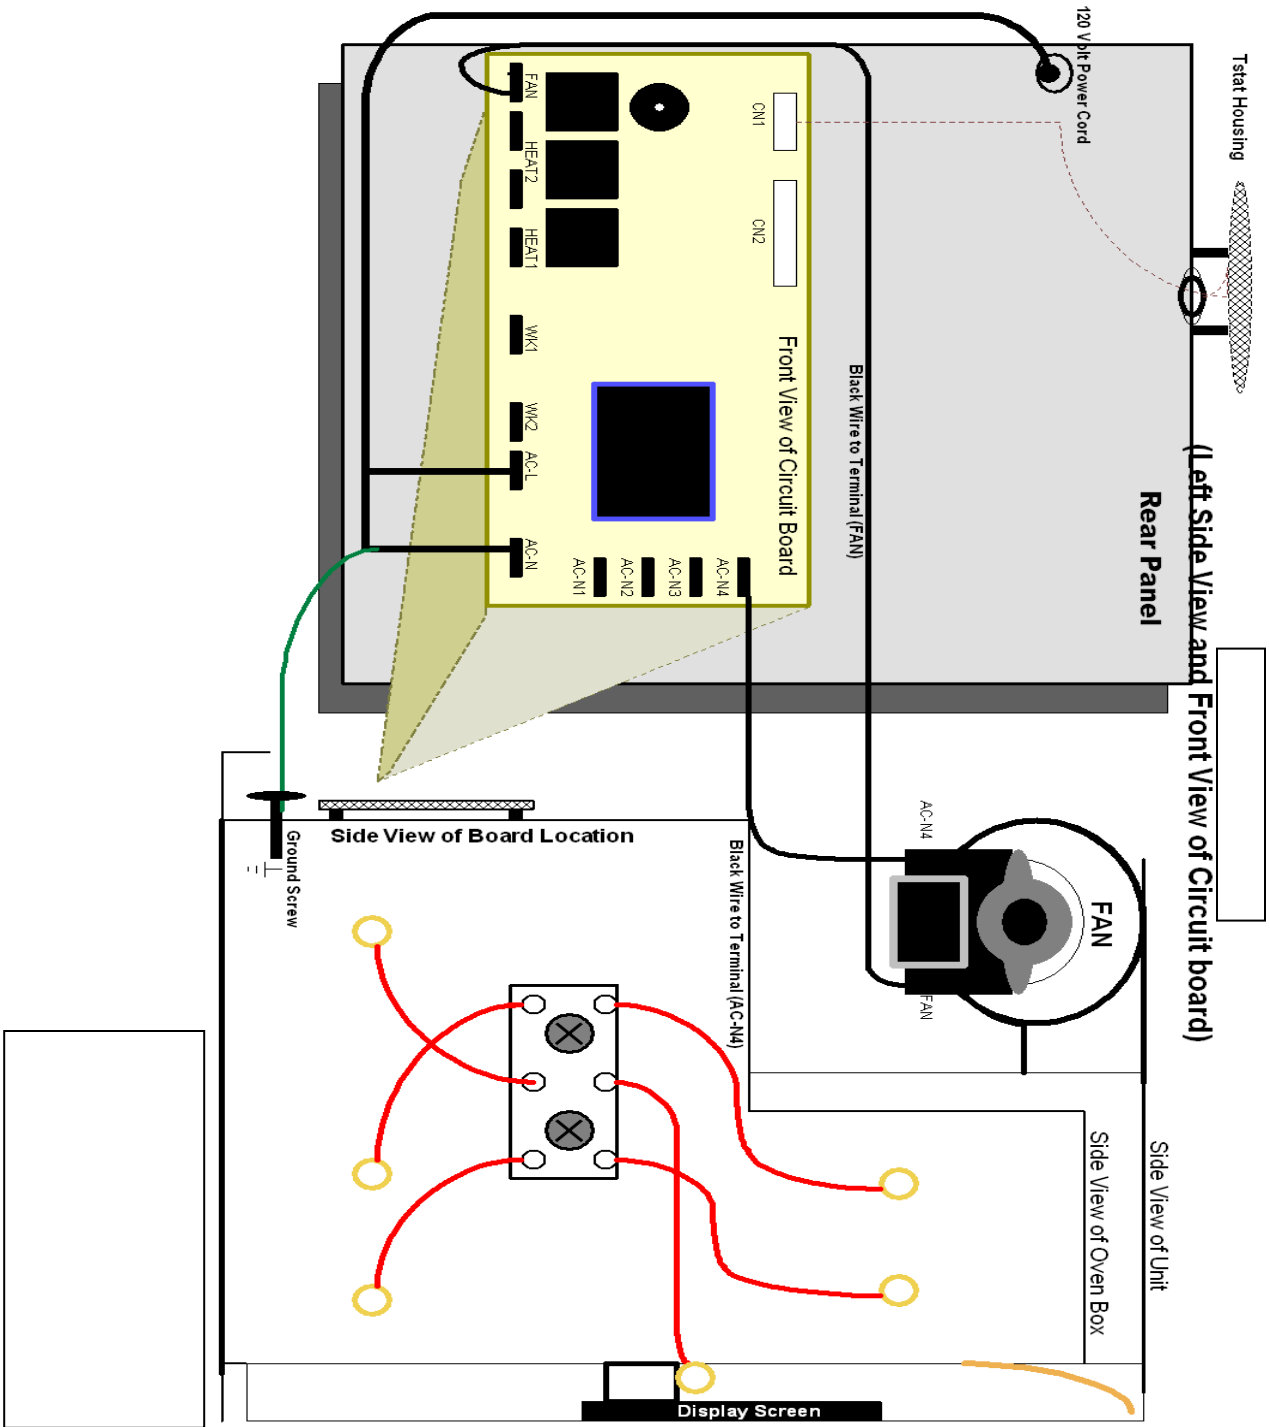 (Left Side View and Front View of Circuit board)
Rear Panel
Tstat Housing
120 Volt Power Cord
Black Wire to Terminal (FAN)
Front View of Circuit Board
CN1
CN2
FAN
HEAT2
HEAT1
WK1
WK2
AC-L
AC-N
AC-N1
AC-N2
AC-N3
AC-N4
Side View of Unit
FAN
AC-N4
FAN
Side View of Oven Box
Black Wire to Terminal (AC-N4)
Side View of Board Location
Ground Screw
Display Screen